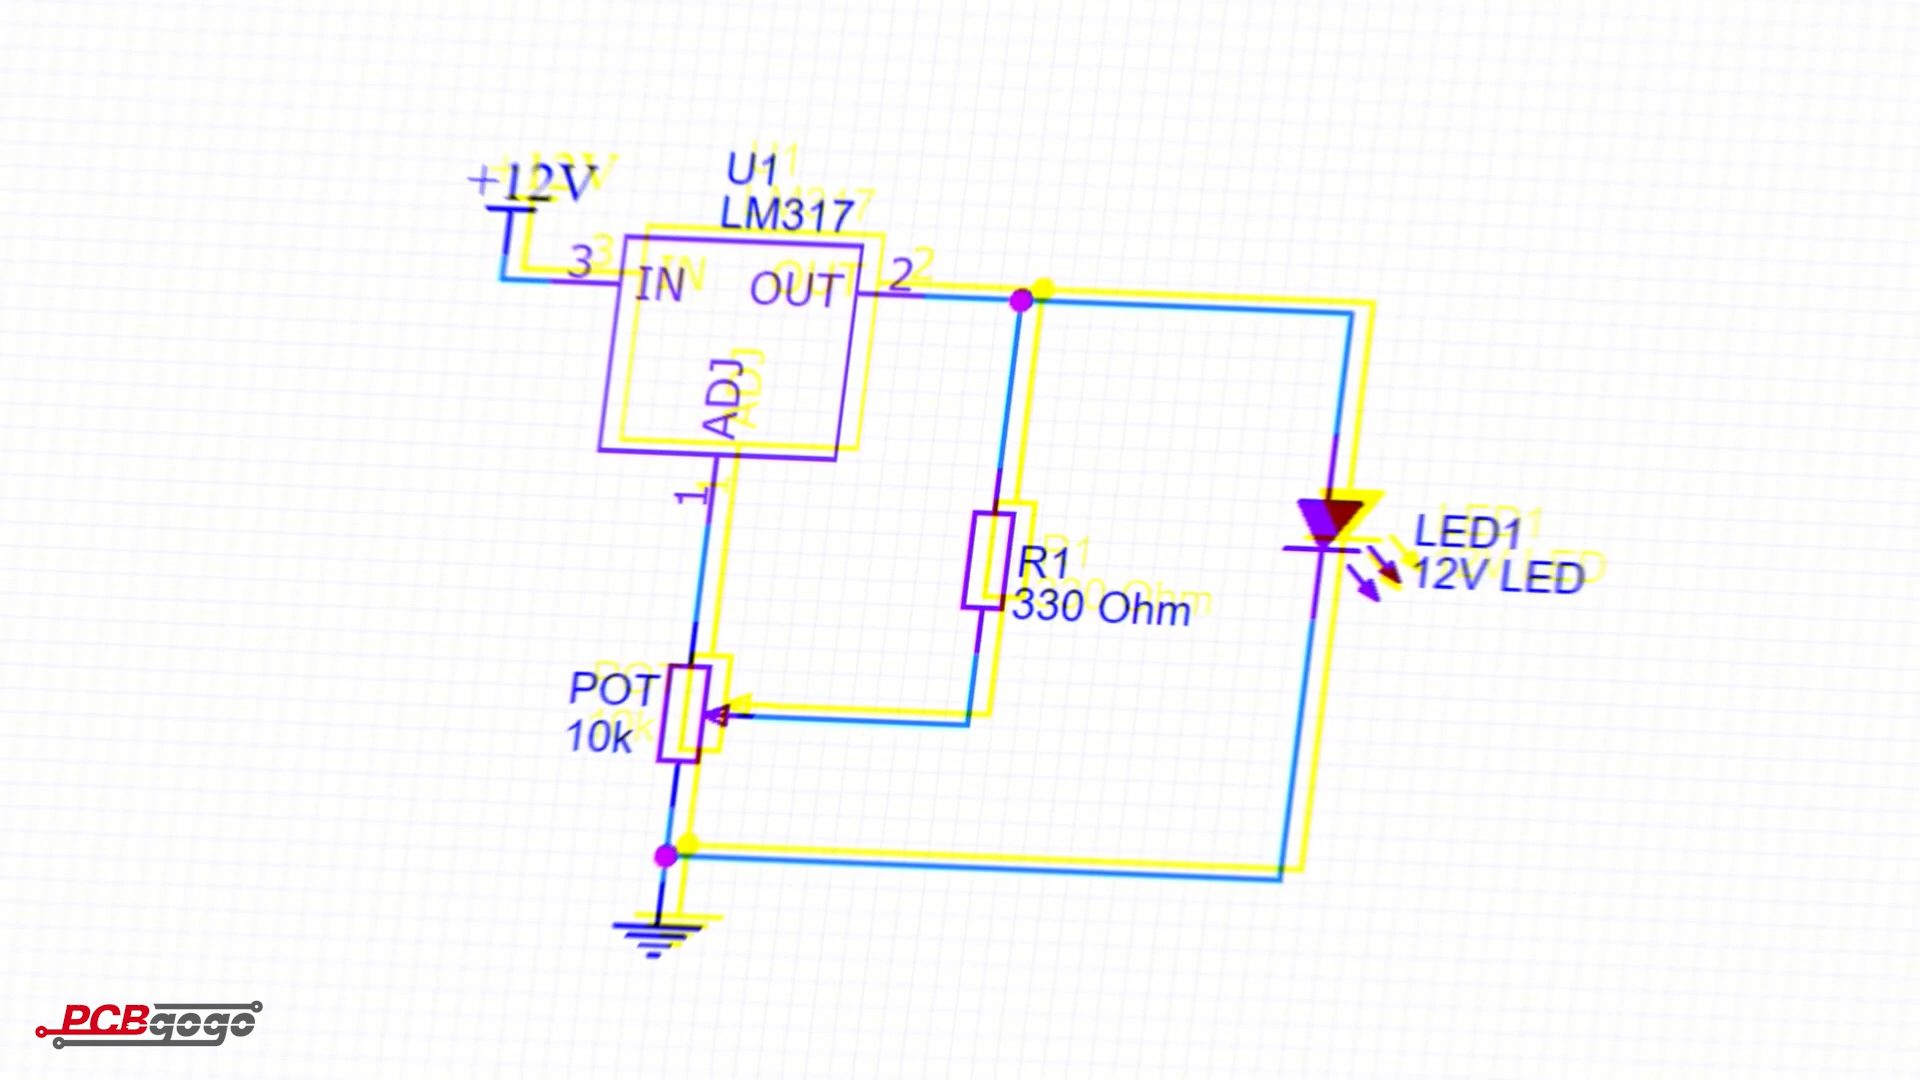 +12V
U1
LM317
3
IN
OUT
2
ADJ
1
R1
330 Ohm
LED1
12V LED
POT
10k
PCBgogo